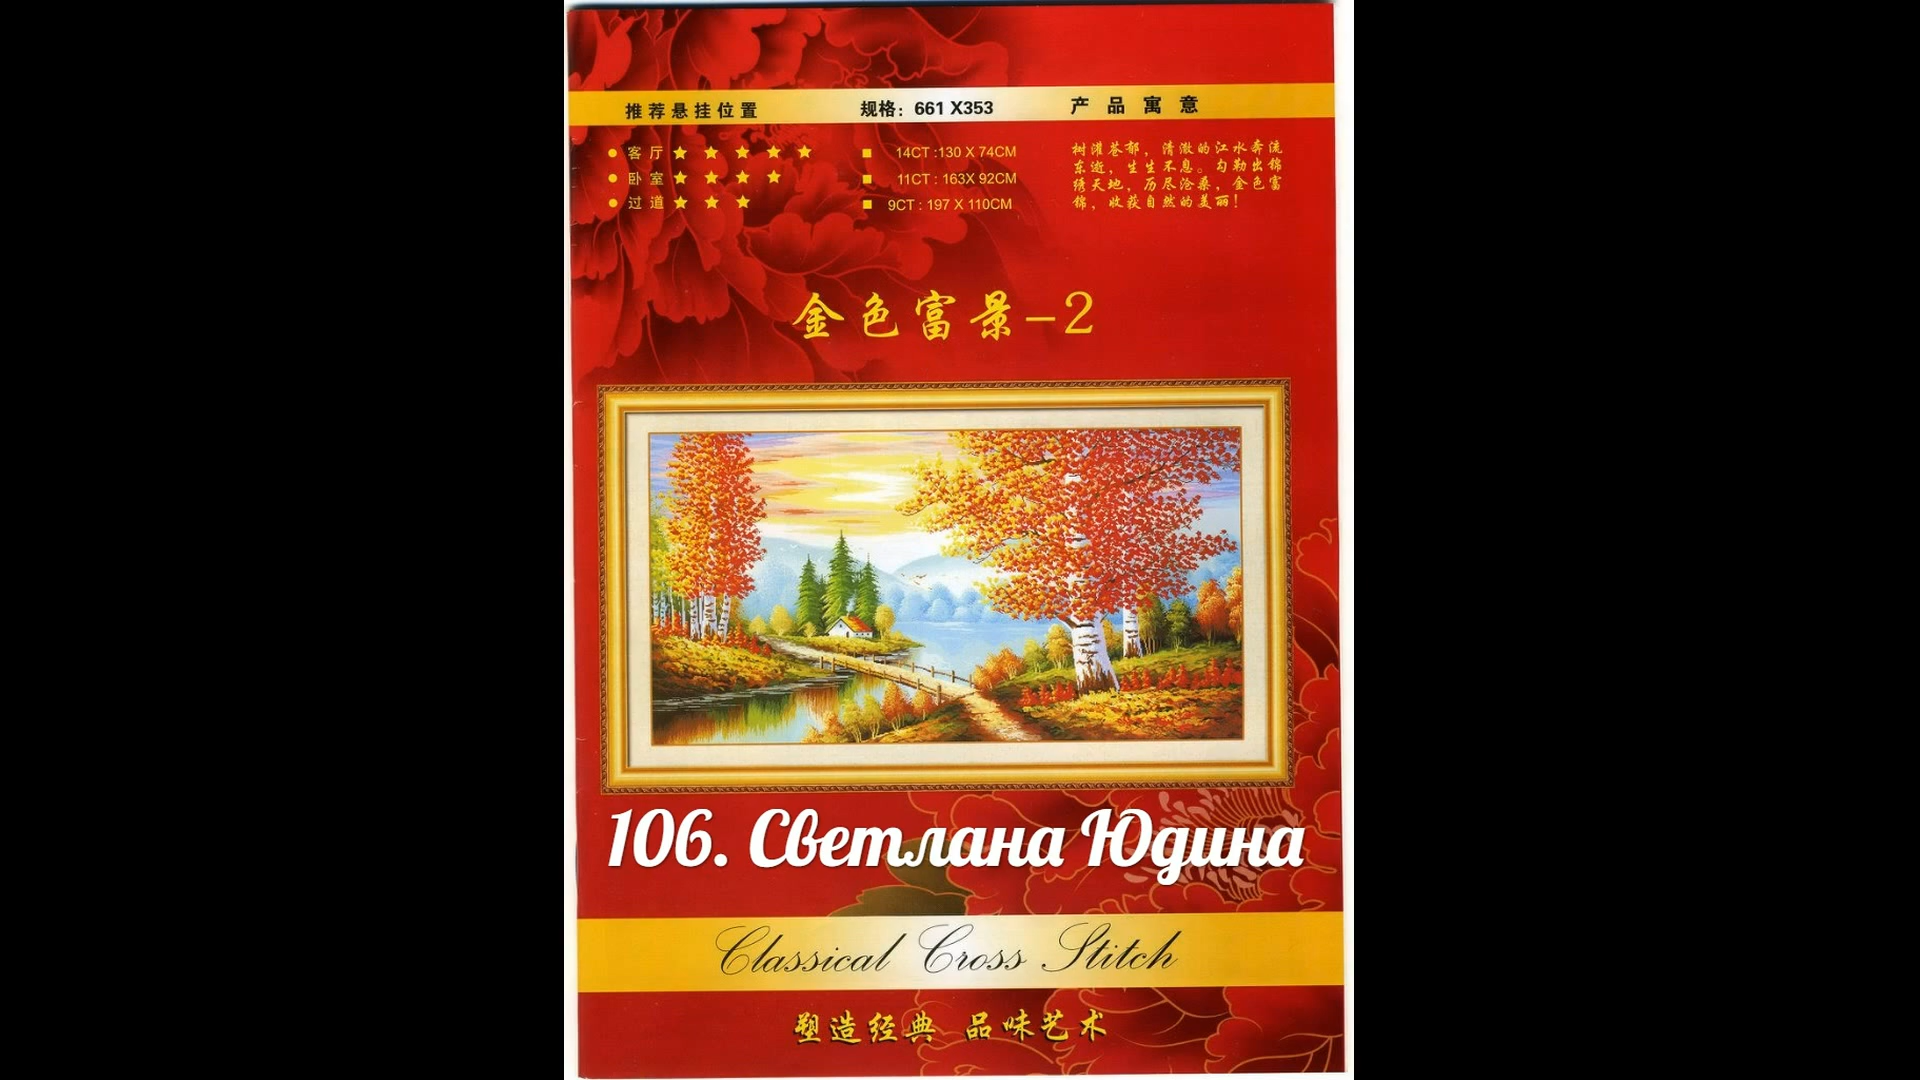 推荐悬挂位置
规格：661 X353
产品寓意
客厅 ★★★★★
卧室 ★★★★
过道 ★★★
14CT :130 X 74CM
11CT : 163X 92CM
9CT : 197 X 110CM
树灌苍郁，清澈的江水奔流
东逝，生生不息。勾勒出锦
绣天地，历尽沧桑，金色富
锦，收获自然的美丽！
金色富景-2
106. Светлана Юдина
Classical Cross Stitch
塑造经典 品味艺术